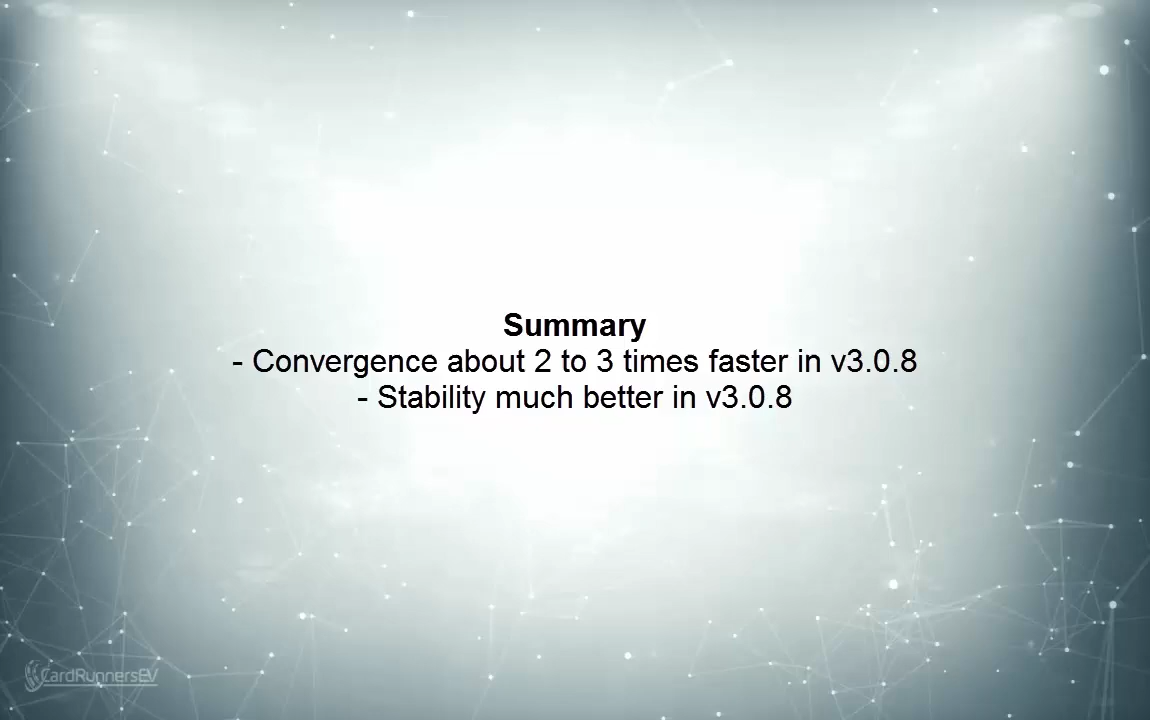 Summary
- Convergence about 2 to 3 times faster in v3.0.8
- Stability much better in v3.0.8
CardRunnersEV